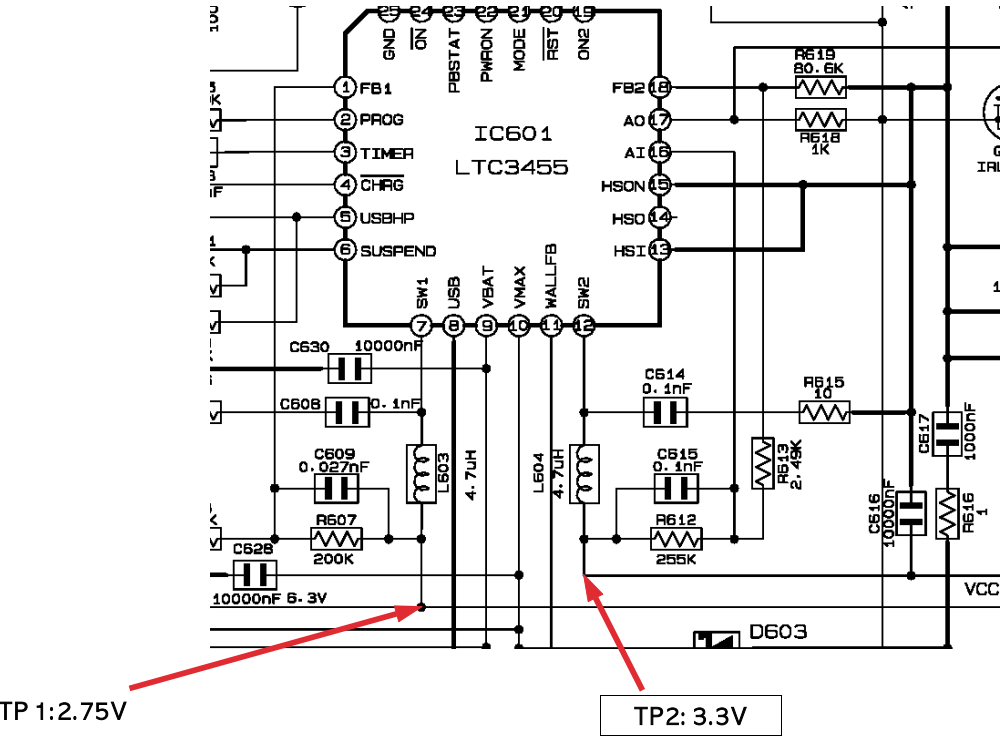 25 24 23 22 21 20 19
GND
ON
PBSTAT
PWRON
MODE
RST
ON2
100
1 FB1
2 PROG
3 TIMER
4 CHRG
5 USBHP
6 SUSPEND
IC601
LTC3455
FB2 18
AO 17
AI 16
HSON 15
HSO 14
HSI 13
R619
80.6K
R618
1K
SW1
USB
VBAT
VMAX
WALLFB
SW2
7 8 9 10 11 12
C630 10000nF
C608 0.1nF
C609
0.027nF
R607
200K
C628
10000nF 6.3V
L603
4.7uH
L604
4.7uH
C614
0.1nF
R615
10
C615
0.1nF
R612
255K
R613
2.49K
C617
1000nF
C616
10000nF
R616
1
VCC
D603
TP 1:2.75V
TP2: 3.3V